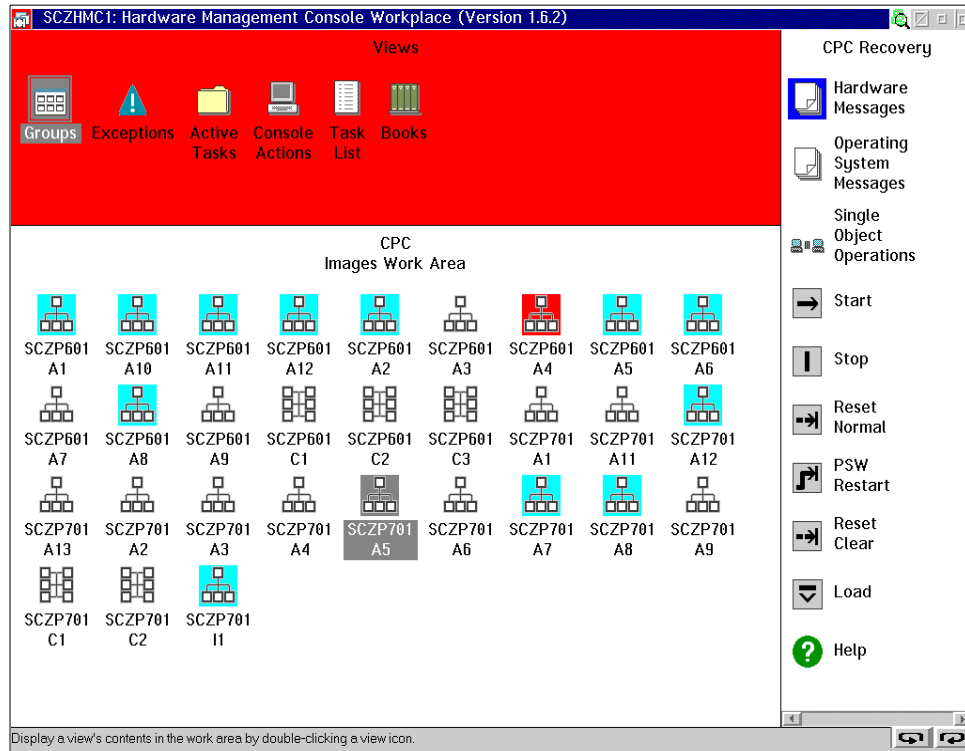 SCZHMC1: Hardware Management Console Workplace (Version 1.6.2)
Views
Groups Exceptions Active Console Task Books
Tasks Actions List
CPC
Images Work Area
SCZP601 SCZP601 SCZP601 SCZP601 SCZP601 SCZP601 SCZP601 SCZP601 SCZP601
A1 A10 A11 A12 A2 A3 A4 A5 A6
SCZP601 SCZP601 SCZP601 SCZP601 SCZP601 SCZP601 SCZP701 SCZP701 SCZP701
A7 A8 A9 C1 C2 C3 A1 A11 A12
SCZP701 SCZP701 SCZP701 SCZP701 SCZP701 SCZP701 SCZP701 SCZP701 SCZP701
A13 A2 A3 A4 A5 A6 A7 A8 A9
SCZP701 SCZP701 SCZP701
C1 C2 I1
CPC Recovery
Hardware
Messages
Operating
System
Messages
Single
Object
Operations
Start
Stop
Reset
Normal
PSW
Restart
Reset
Clear
Load
? Help
Display a view's contents in the work area by double-clicking a view icon.